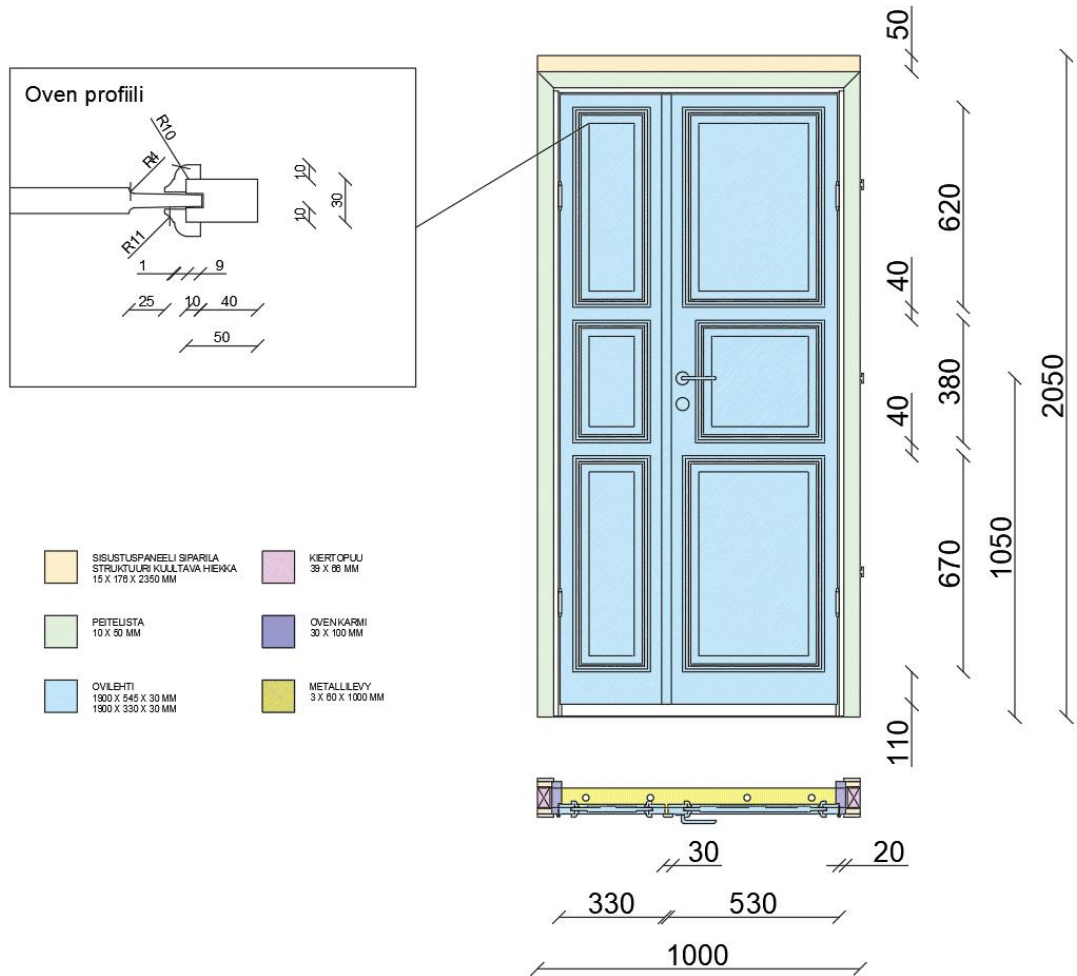 Oven profiili
R10
R4
R11
10
30
10
1
9
25
10
40
50
50
620
40
380
40
670
110
1050
2050
SISUSTUSPANEELI SIPARILA
STRUKTUURI KUULTAVA HIEKKA
15 X 176 X 2350 MM
PEITELISTA
10 X 50 MM
OVILEHTI
1900 X 545 X 30 MM
1900 X 330 X 30 MM
KIERTOPUU
39 X 66 MM
OVEN KARMI
30 X 100 MM
METALLILEVY
3 X 60 X 1000 MM
30
20
330
530
1000